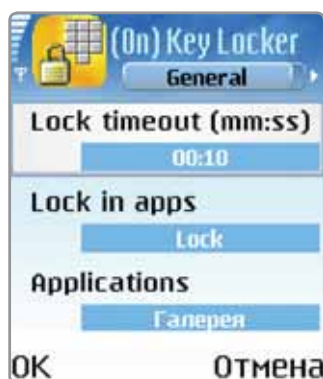 (On) Key Locker
General
Lock timeout (mm:ss)
00:10
Lock in apps
Lock
Applications
Галерея
OK Отмена